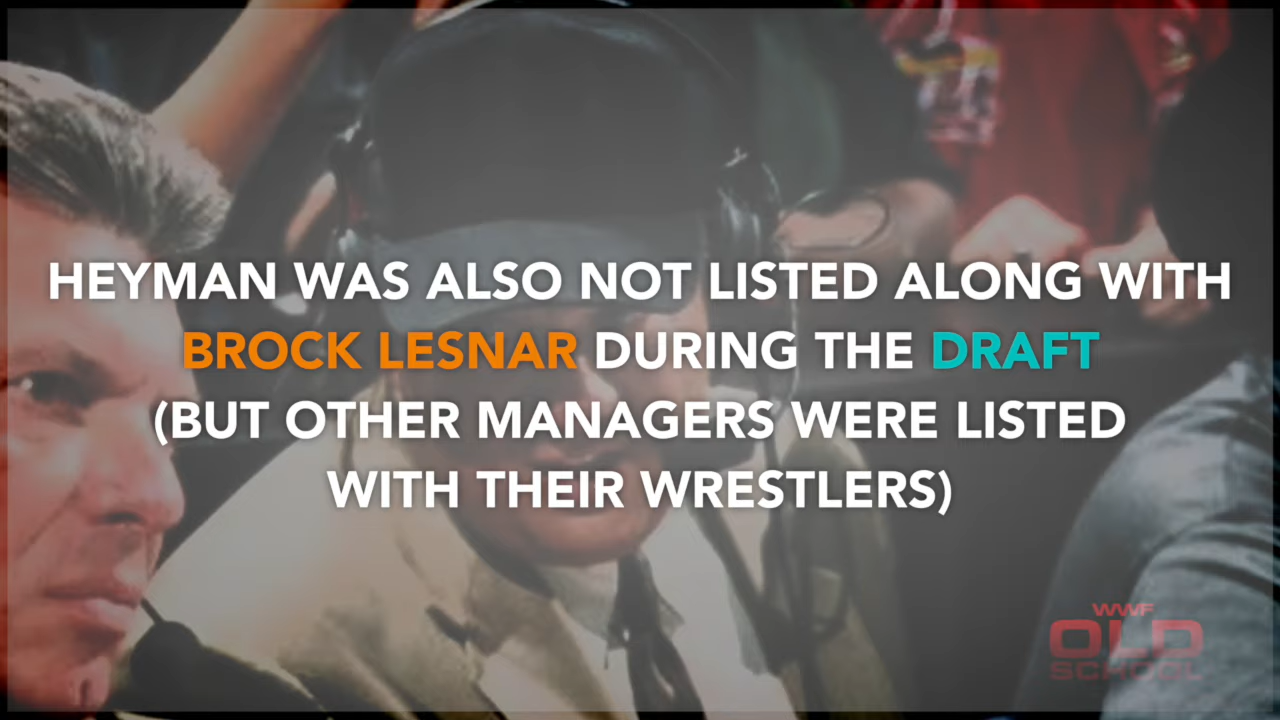 HEYMAN WAS ALSO NOT LISTED ALONG WITH
BROCK LESNAR DURING THE DRAFT
(BUT OTHER MANAGERS WERE LISTED
WITH THEIR WRESTLERS)
WWF
OLD
SCHOOL